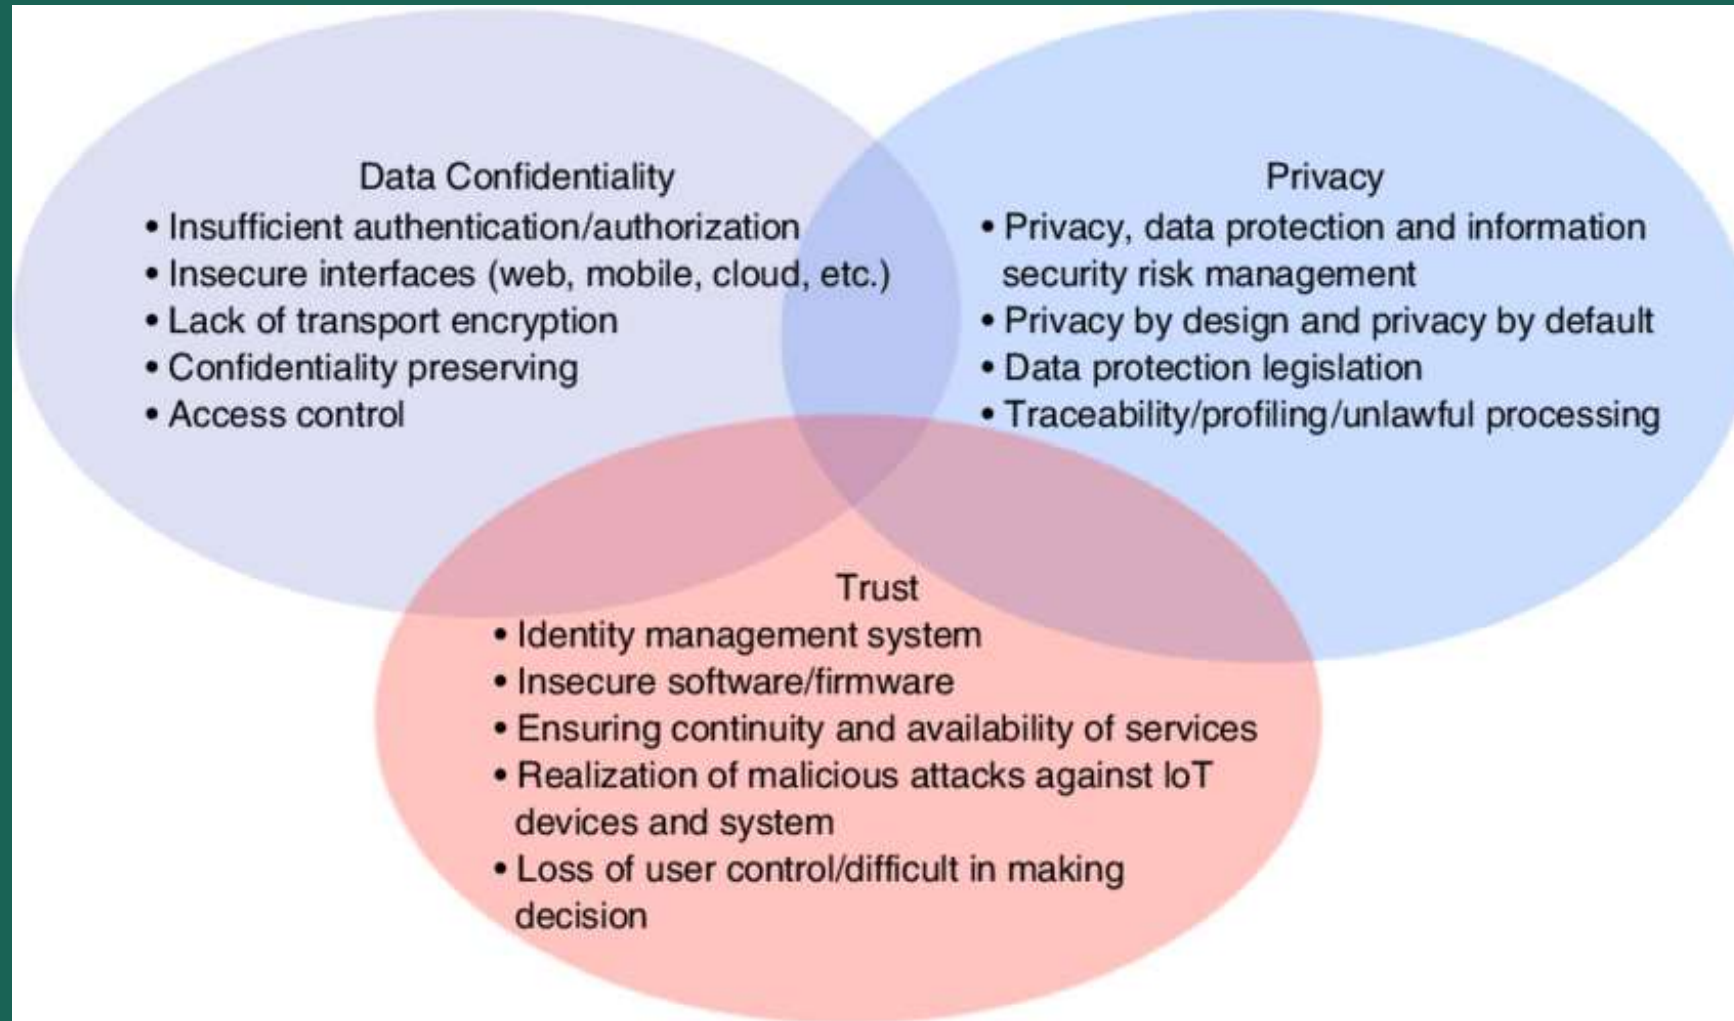 Data Confidentiality
• Insufficient authentication/authorization
• Insecure interfaces (web, mobile, cloud, etc.)
• Lack of transport encryption
• Confidentiality preserving
• Access control
Privacy
• Privacy, data protection and information
security risk management
• Privacy by design and privacy by default
• Data protection legislation
• Traceability/profiling/unlawful processing
Trust
• Identity management system
• Insecure software/firmware
• Ensuring continuity and availability of services
• Realization of malicious attacks against IoT
devices and system
• Loss of user control/difficult in making
decision